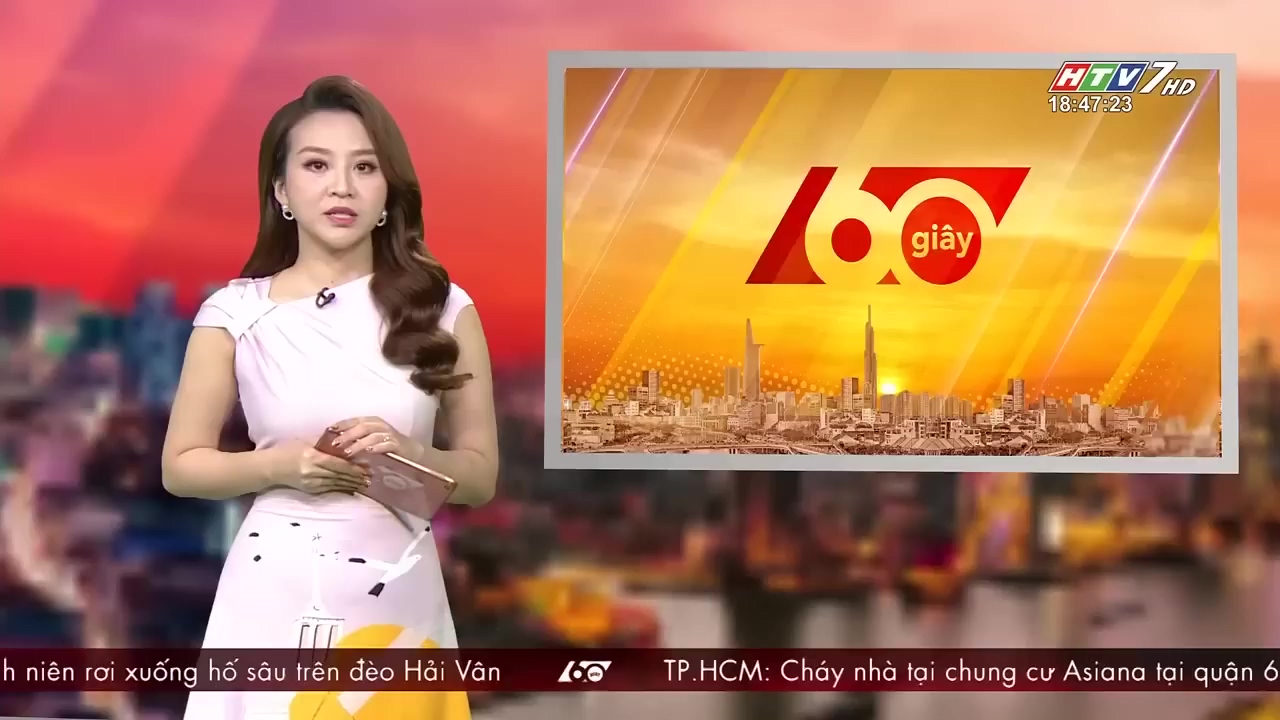 HTV7 HD
18:47:23
60 giây
h niên rơi xuống hố sâu trên đèo Hải Vân 60 giây TP.HCM: Cháy nhà tại chung cư Asiana tại quận 6